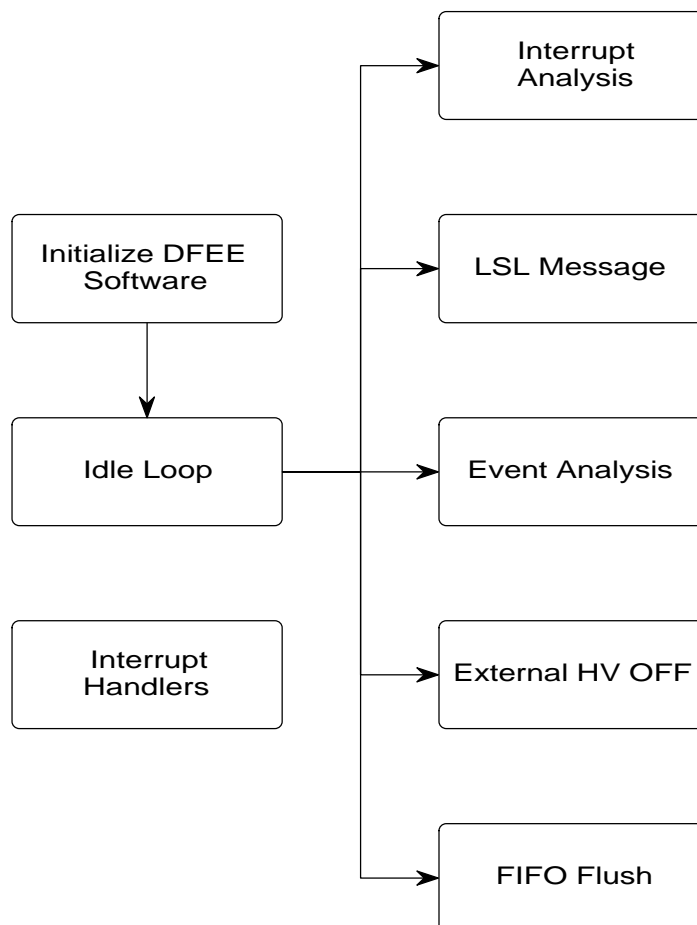 Interrupt
Analysis
Initialize DFEE
Software
LSL Message
Idle Loop
Event Analysis
Interrupt
Handlers
External HV OFF
FIFO Flush